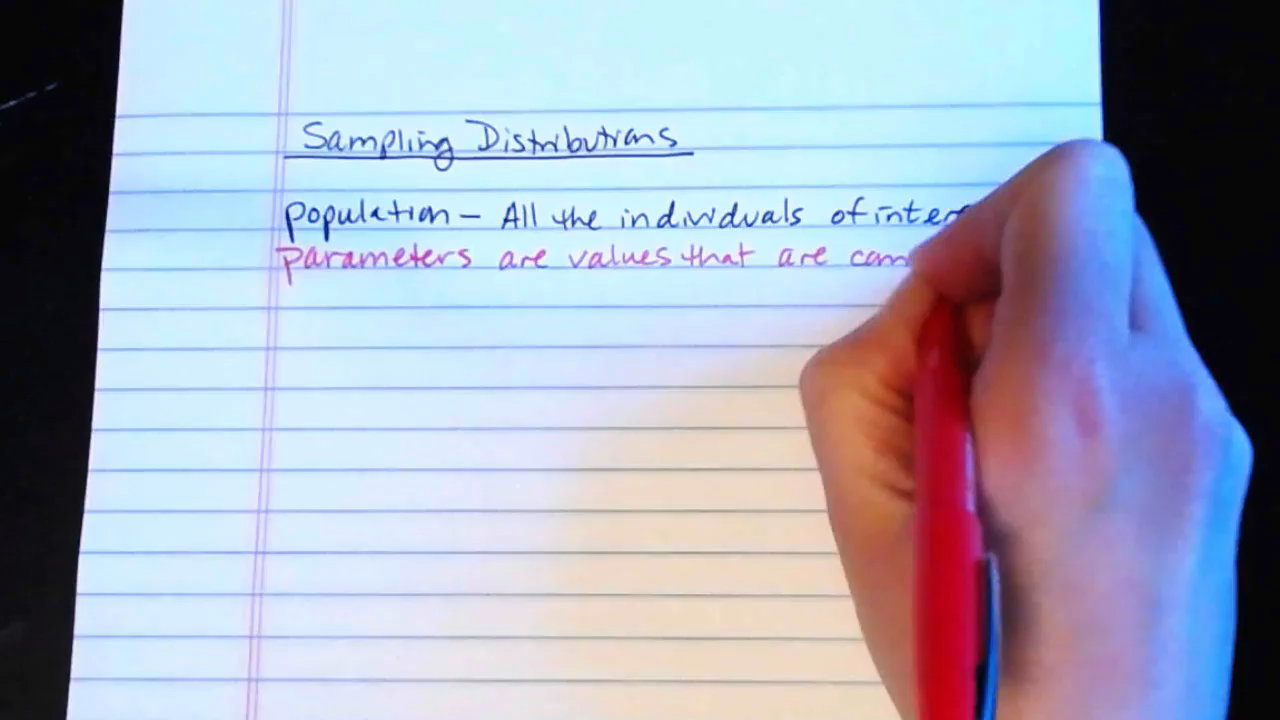 Sampling Distributions
population - All the individuals of inter
parameters are values that are com